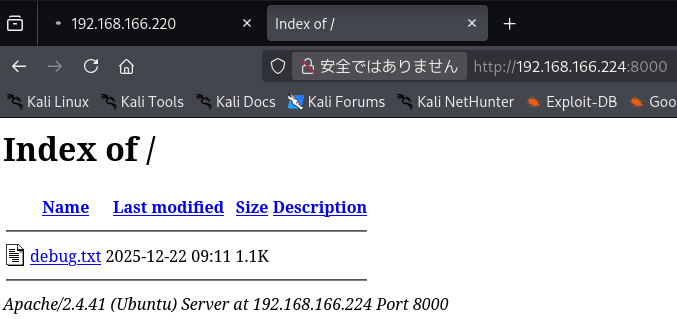 192.168.166.220
Index of /
安全ではありません http://192.168.166.224:8000
Kali Linux Kali Tools Kali Docs Kali Forums Kali NetHunter Exploit-DB Goo
Index of /
Name Last modified Size Description
debug.txt 2025-12-22 09:11 1.1K
Apache/2.4.41 (Ubuntu) Server at 192.168.166.224 Port 8000